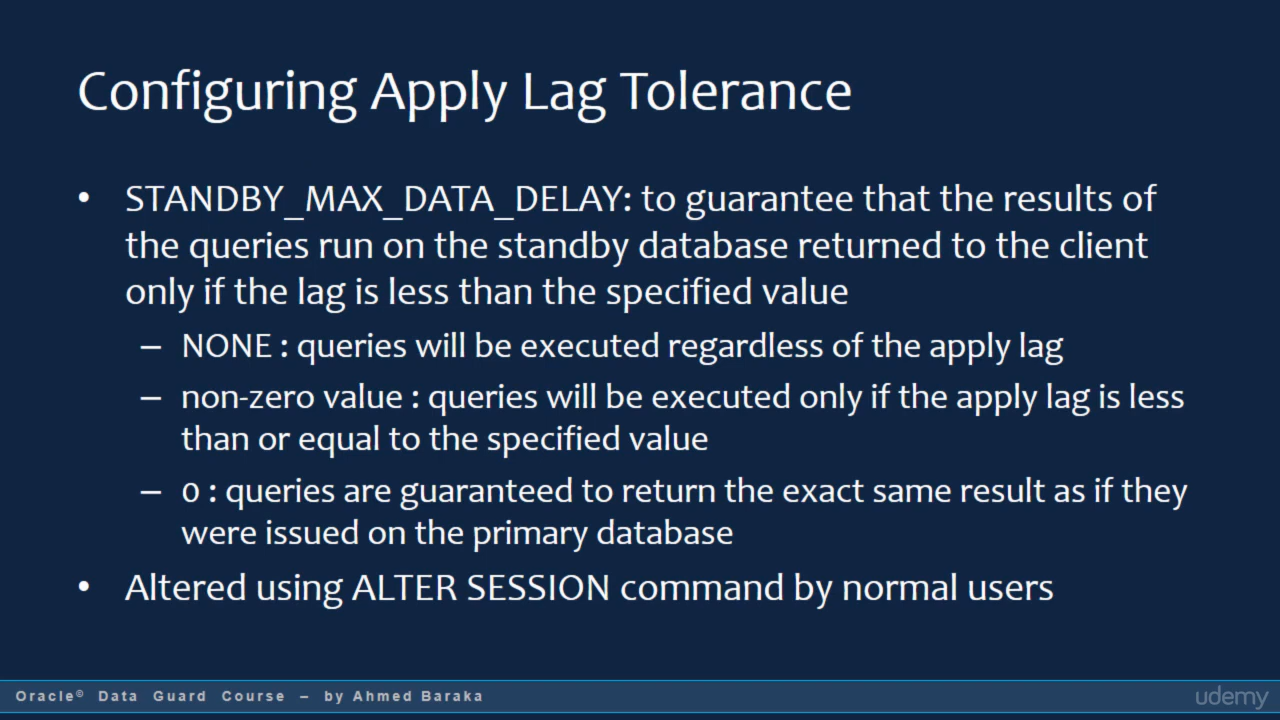 Configuring Apply Lag Tolerance
• STANDBY_MAX_DATA_DELAY: to guarantee that the results of
the queries run on the standby database returned to the client
only if the lag is less than the specified value
– NONE : queries will be executed regardless of the apply lag
– non-zero value : queries will be executed only if the apply lag is less
than or equal to the specified value
– 0 : queries are guaranteed to return the exact same result as if they
were issued on the primary database
• Altered using ALTER SESSION command by normal users
Oracle© Data Guard Course – by Ahmed Baraka
udemy